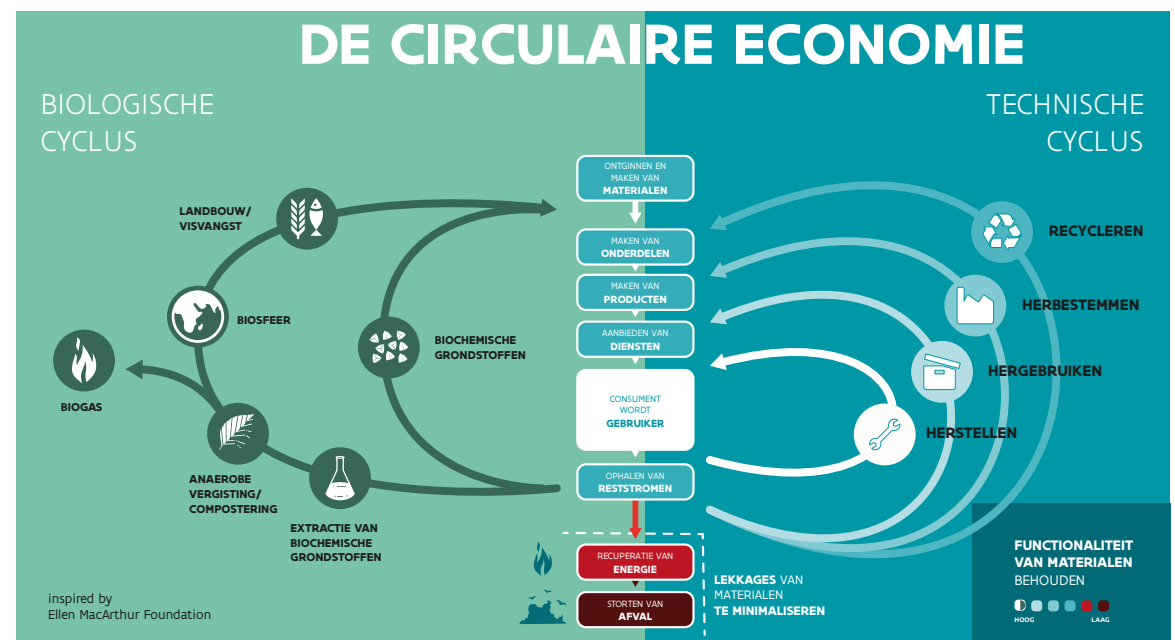 DE CIRCULAIRE ECONOMIE
BIOLOGISCHE
CYCLUS
TECHNISCHE
CYCLUS
ONTGINNEN EN
MAKEN VAN
MATERIALEN
MAKEN VAN
ONDERDELEN
MAKEN VAN
PRODUCTEN
AANBIEDEN VAN
DIENSTEN
CONSUMENT
WORDT
GEBRUIKER
OPHALEN VAN
RESTSTROMEN
RECUPERATIE VAN
ENERGIE
STORTEN VAN
AFVAL
LANDBOUW/
VISVANGST
BIOSFEER
BIOGAS
BIOCHEMISCHE
GRONDSTOFFEN
ANAEROBE
VERGISTING/
COMPOSTERING
EXTRACTIE VAN
BIOCHEMISCHE
GRONDSTOFFEN
RECYCLEREN
HERBESTEMMEN
HERGEBRUIKEN
HERSTELLEN
LEKKAGES VAN
MATERIALEN
TE MINIMALISEREN
FUNCTIONALITEIT
VAN MATERIALEN
BEHOUDEN
HOOG LAAG
inspired by
Ellen MacArthur Foundation